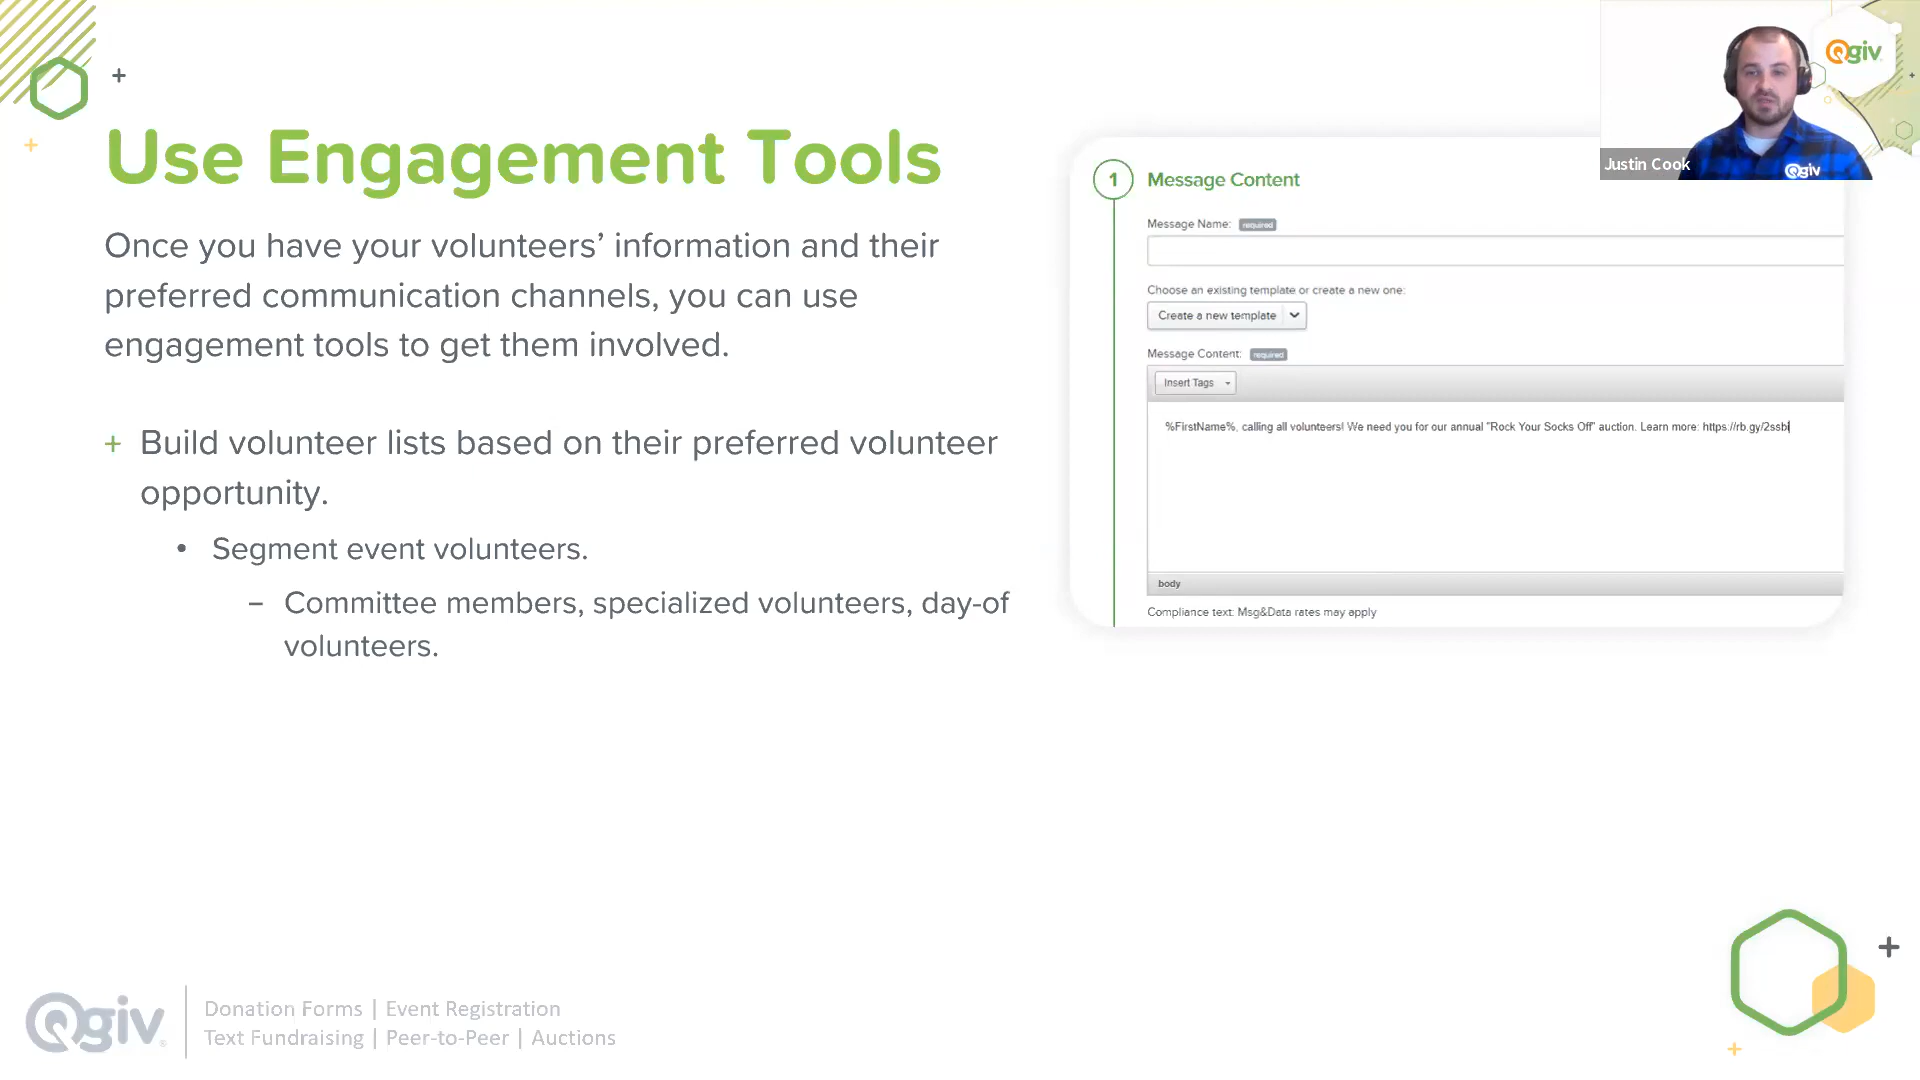 Use Engagement Tools
Once you have your volunteers’ information and their
preferred communication channels, you can use
engagement tools to get them involved.
+ Build volunteer lists based on their preferred volunteer
opportunity.
• Segment event volunteers.
– Committee members, specialized volunteers, day-of
volunteers.
1 Message Content
Message Name: required
Choose an existing template or create a new one:
Create a new template
Message Content: required
Insert Tags
%FirstName%, calling all volunteers! We need you for our annual "Rock Your Socks Off" auction. Learn more: https://rb.gy/2ssbi
body
Compliance text: Msg&Data rates may apply
Qgiv
Qgiv
Justin Cook
Qgiv
Donation Forms | Event Registration
Text Fundraising | Peer-to-Peer | Auctions